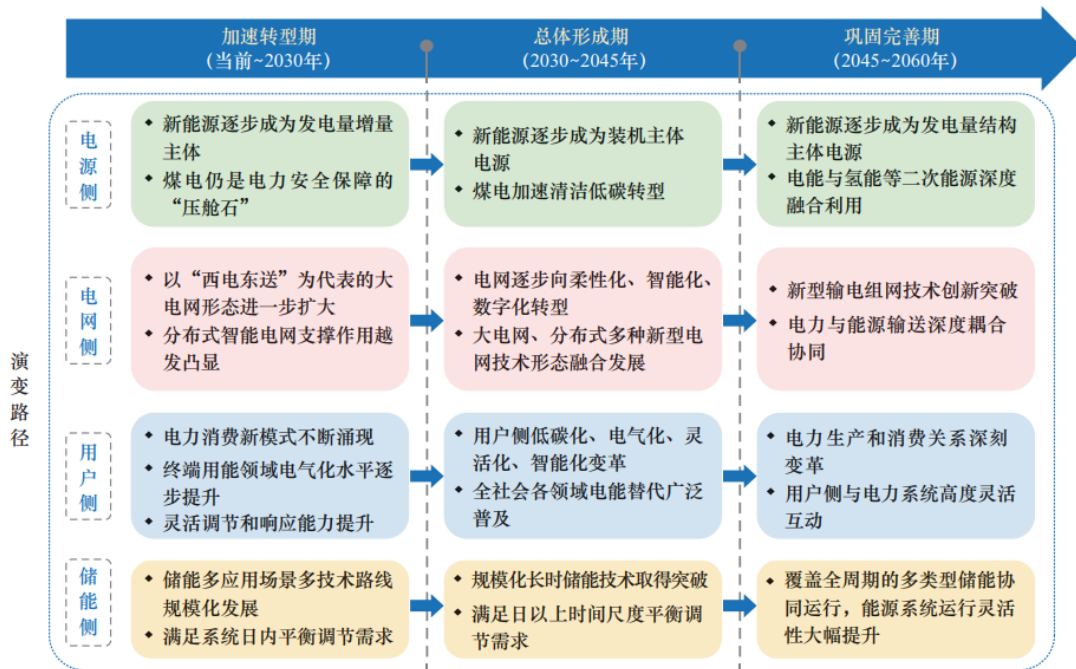 加速转型期
(当前~2030年)
总体形成期
(2030~2045年)
巩固完善期
(2045~2060年)
演变路径
电源侧
◆ 新能源逐步成为发电量增量
主体
◆ 煤电仍是电力安全保障的
“压舱石”
◆ 新能源逐步成为装机主体
电源
◆ 煤电加速清洁低碳转型
◆ 新能源逐步成为发电量结构
主体电源
◆ 电能与氢能等二次能源深度
融合利用
电网侧
◆ 以“西电东送”为代表的大
电网形态进一步扩大
◆ 分布式智能电网支撑作用越
发凸显
◆ 电网逐步向柔性化、智能化、
数字化转型
◆ 大电网、分布式多种新型电
网技术形态融合发展
◆ 新型输电组网技术创新突破
◆ 电力与能源输送深度耦合
协同
用户侧
◆ 电力消费新模式不断涌现
◆ 终端用能领域电气化水平逐
步提升
◆ 灵活调节和响应能力提升
◆ 用户侧低碳化、电气化、灵
活化、智能化变革
◆ 全社会各领域电能替代广泛
普及
◆ 电力生产和消费关系深刻
变革
◆ 用户侧与电力系统高度灵活
互动
储能侧
◆ 储能多应用场景多技术路线
规模化发展
◆ 满足系统日内平衡调节需求
◆ 规模化长时储能技术取得突破
◆ 满足日以上时间尺度平衡调
节需求
◆ 覆盖全周期的多类型储能协
同运行，能源系统运行灵活
性大幅提升